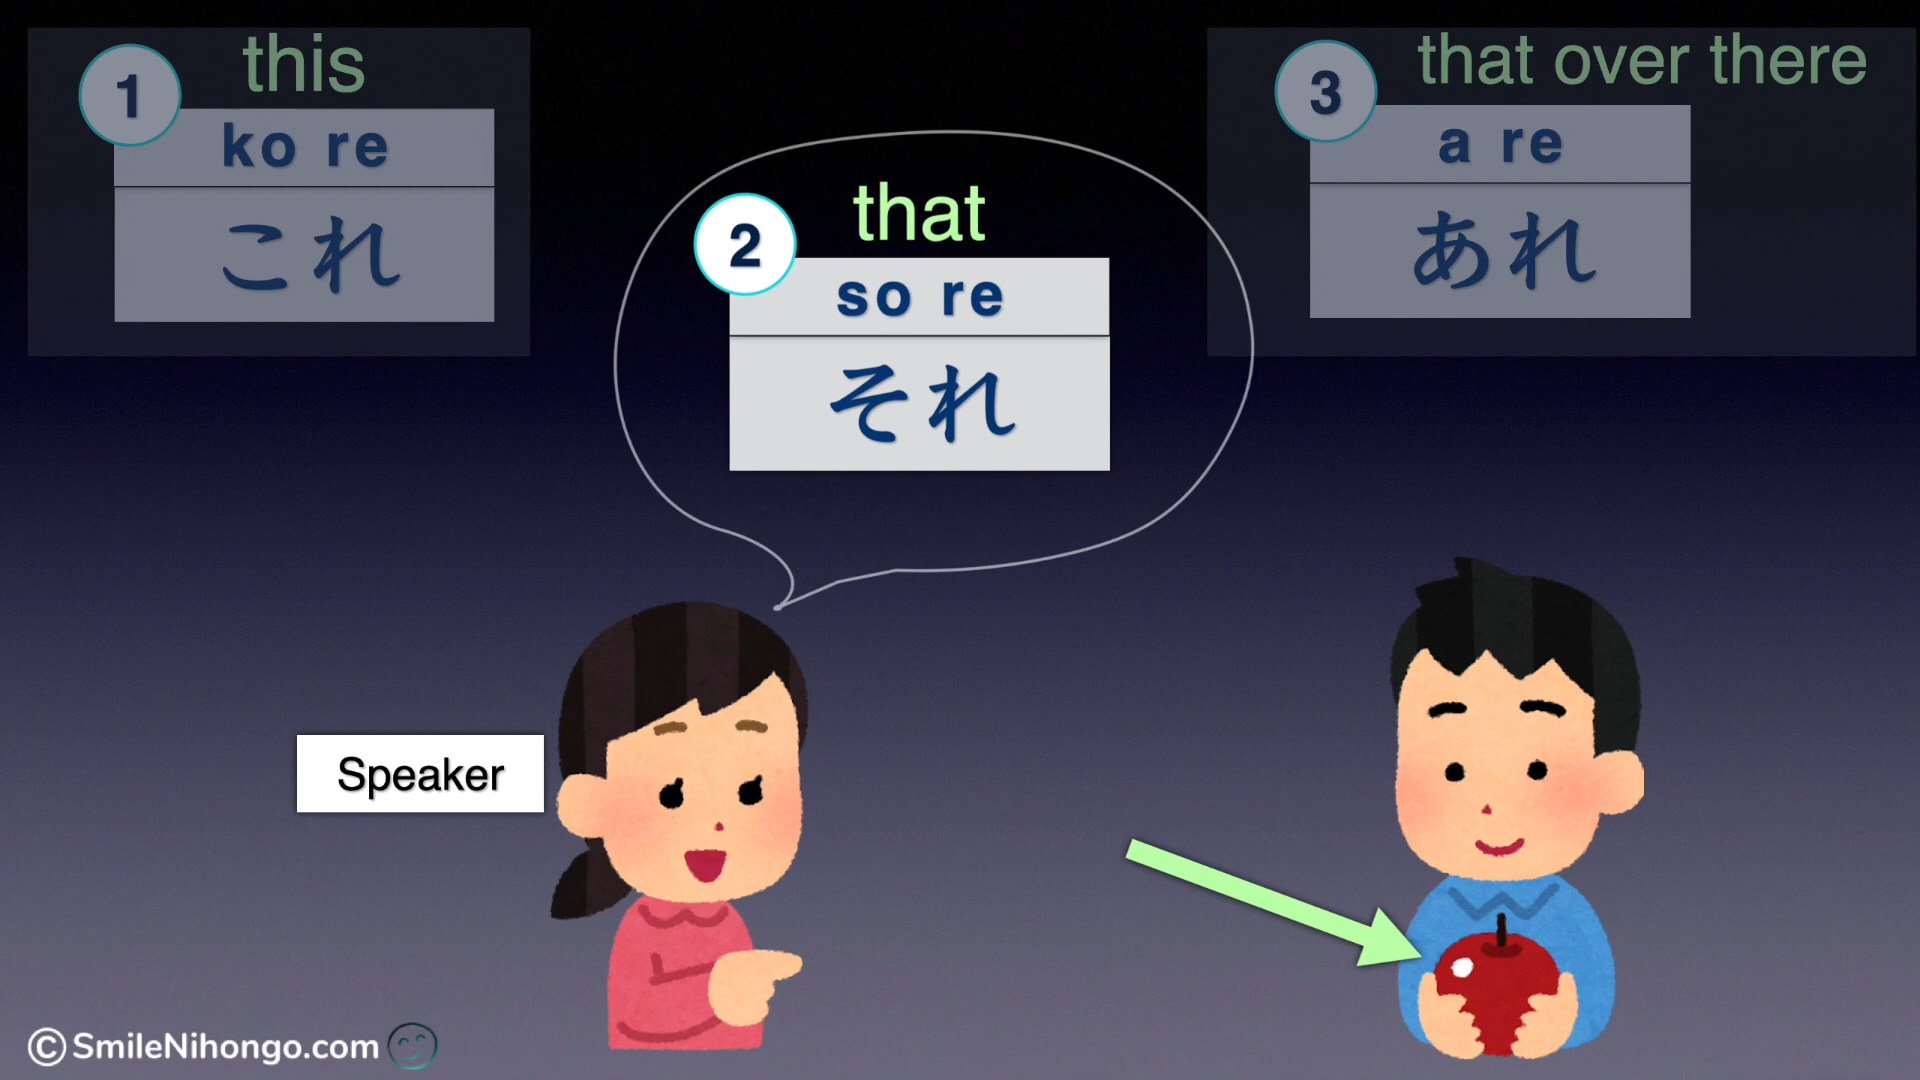 1
this
ko re
これ
2
that
so re
それ
3
that over there
a re
あれ
Speaker
© SmileNihongo.com